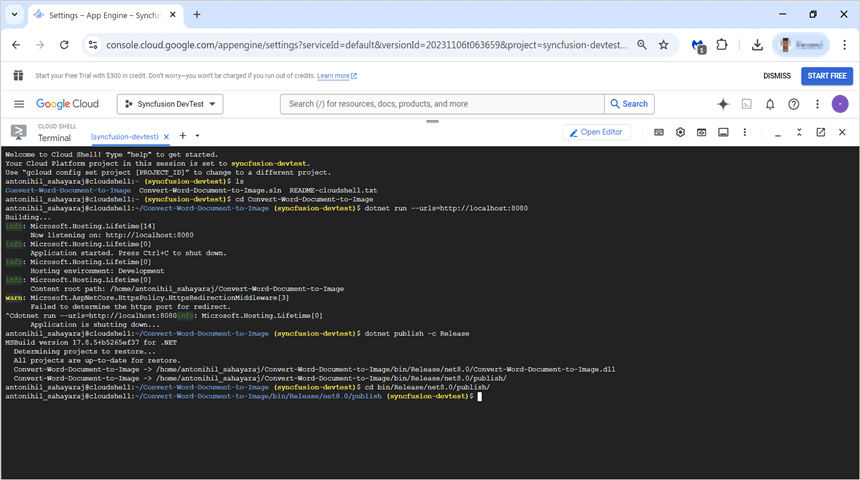 Settings – App Engine – Syncfu
console.cloud.google.com/appengine/settings?serviceId=default&versionId=20231106t063659&project=syncfusion-devtest...
1
Start your Free Trial with $300 in credit. Don't worry—you won't be charged if you run out of credits. Learn more
DISMISS
START FREE
Google Cloud
Syncfusion DevTest
Search (/) for resources, docs, products, and more
Search
CLOUD SHELL
Terminal
(syncfusion-devtest)
Open Editor
Welcome to Cloud Shell! Type "help" to get started.
Your Cloud Platform project in this session is set to syncfusion-devtest.
Use "gcloud config set project [PROJECT_ID]" to change to a different project.
antonihil_sahayaraj@cloudshell:~ (syncfusion-devtest)$ ls
Convert-Word-Document-to-Image  Convert-Word-Document-to-Image.sln  README-cloudshell.txt
antonihil_sahayaraj@cloudshell:~ (syncfusion-devtest)$ cd Convert-Word-Document-to-Image
antonihil_sahayaraj@cloudshell:~/Convert-Word-Document-to-Image (syncfusion-devtest)$ dotnet run --urls=http://localhost:8080
Building...
info: Microsoft.Hosting.Lifetime[14]
      Now listening on: http://localhost:8080
info: Microsoft.Hosting.Lifetime[0]
      Application started. Press Ctrl+C to shut down.
info: Microsoft.Hosting.Lifetime[0]
      Hosting environment: Development
info: Microsoft.Hosting.Lifetime[0]
      Content root path: /home/antonihil_sahayaraj/Convert-Word-Document-to-Image
warn: Microsoft.AspNetCore.HttpsPolicy.HttpsRedirectionMiddleware[3]
      Failed to determine the https port for redirect.
^Cdotnet run --urls=http://localhost:8080info: Microsoft.Hosting.Lifetime[0]
      Application is shutting down...
antonihil_sahayaraj@cloudshell:~/Convert-Word-Document-to-Image (syncfusion-devtest)$ dotnet publish -c Release
MSBuild version 17.8.5+b5265ef37 for .NET
  Determining projects to restore...
  All projects are up-to-date for restore.
  Convert-Word-Document-to-Image -> /home/antonihil_sahayaraj/Convert-Word-Document-to-Image/bin/Release/net8.0/Convert-Word-Document-to-Image.dll
  Convert-Word-Document-to-Image -> /home/antonihil_sahayaraj/Convert-Word-Document-to-Image/bin/Release/net8.0/publish/
antonihil_sahayaraj@cloudshell:~/Convert-Word-Document-to-Image (syncfusion-devtest)$ cd bin/Release/net8.0/publish/
antonihil_sahayaraj@cloudshell:~/Convert-Word-Document-to-Image/bin/Release/net8.0/publish (syncfusion-devtest)$